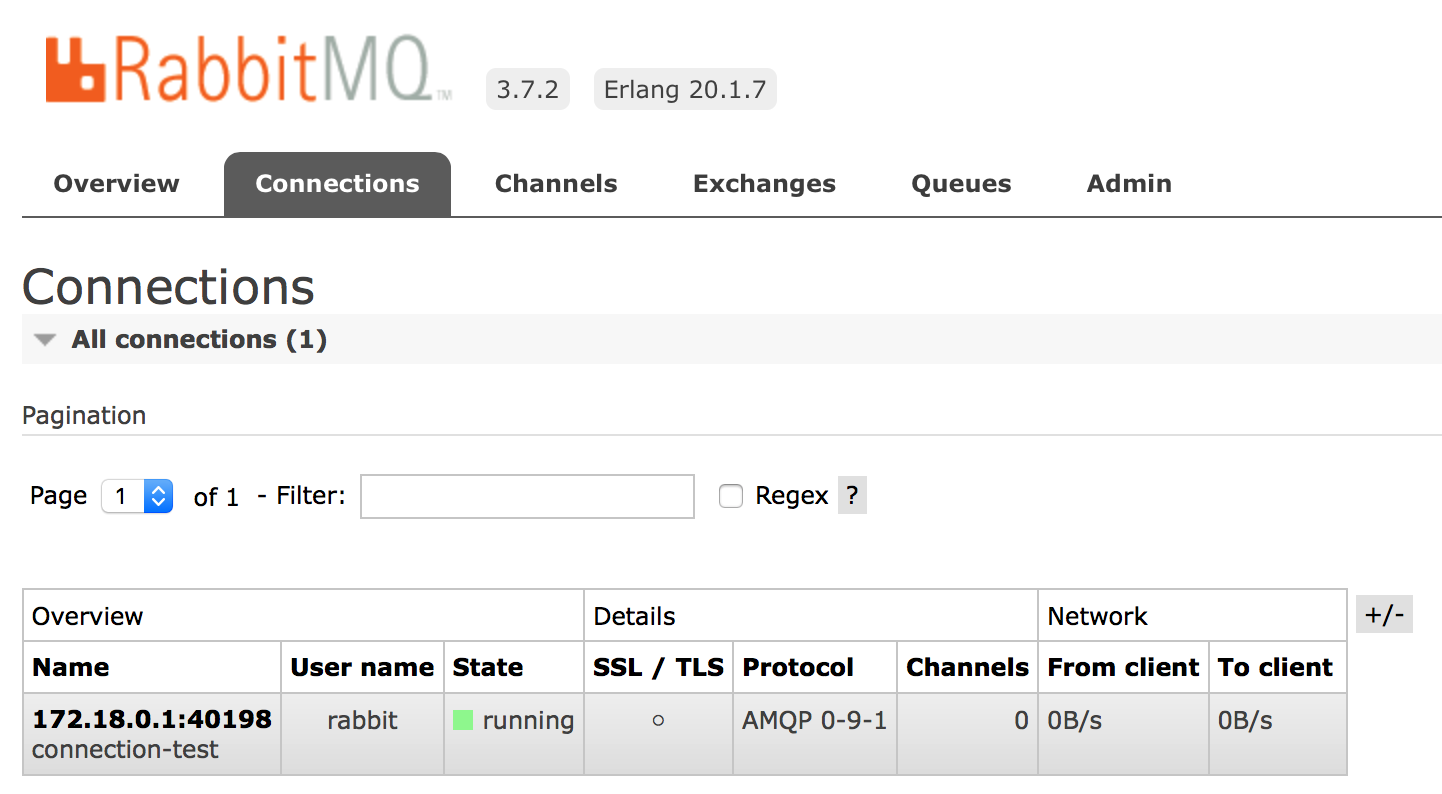 RabbitMQ™ 3.7.2 Erlang 20.1.7
Overview Connections Channels Exchanges Queues Admin
Connections
All connections (1)
Pagination
Page 1 of 1 - Filter: Regex ?
Overview Details Network +/-
Name User name State SSL / TLS Protocol Channels From client To client
172.18.0.1:40198 rabbit running ○ AMQP 0-9-1 0 0B/s 0B/s
connection-test